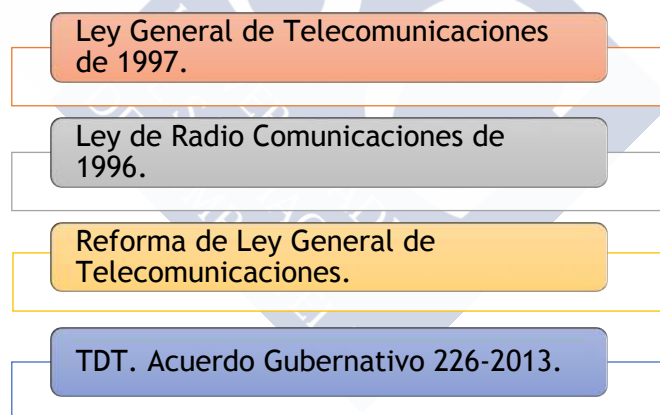 Ley General de Telecomunicaciones
de 1997.
Ley de Radio Comunicaciones de
1996.
Reforma de Ley General de
Telecomunicaciones.
TDT. Acuerdo Gubernativo 226-2013.